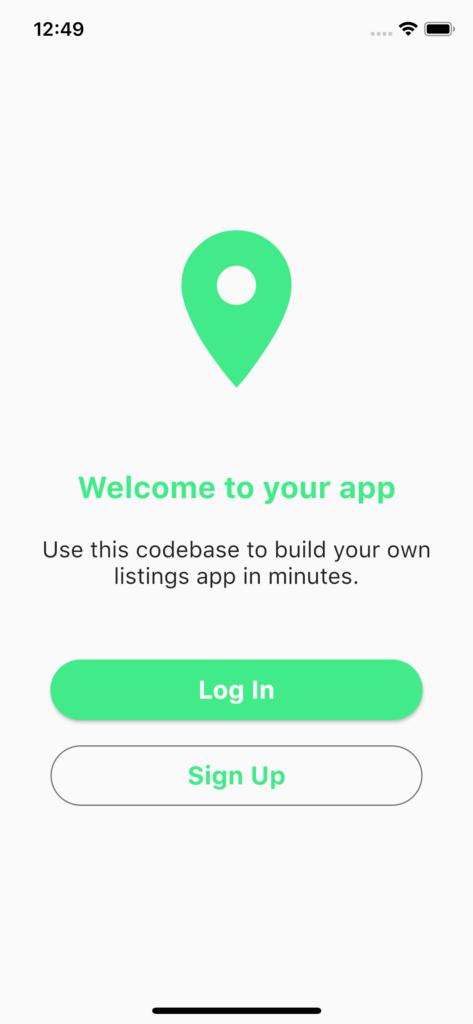 12:49
Welcome to your app
Use this codebase to build your own
listings app in minutes.
Log In
Sign Up